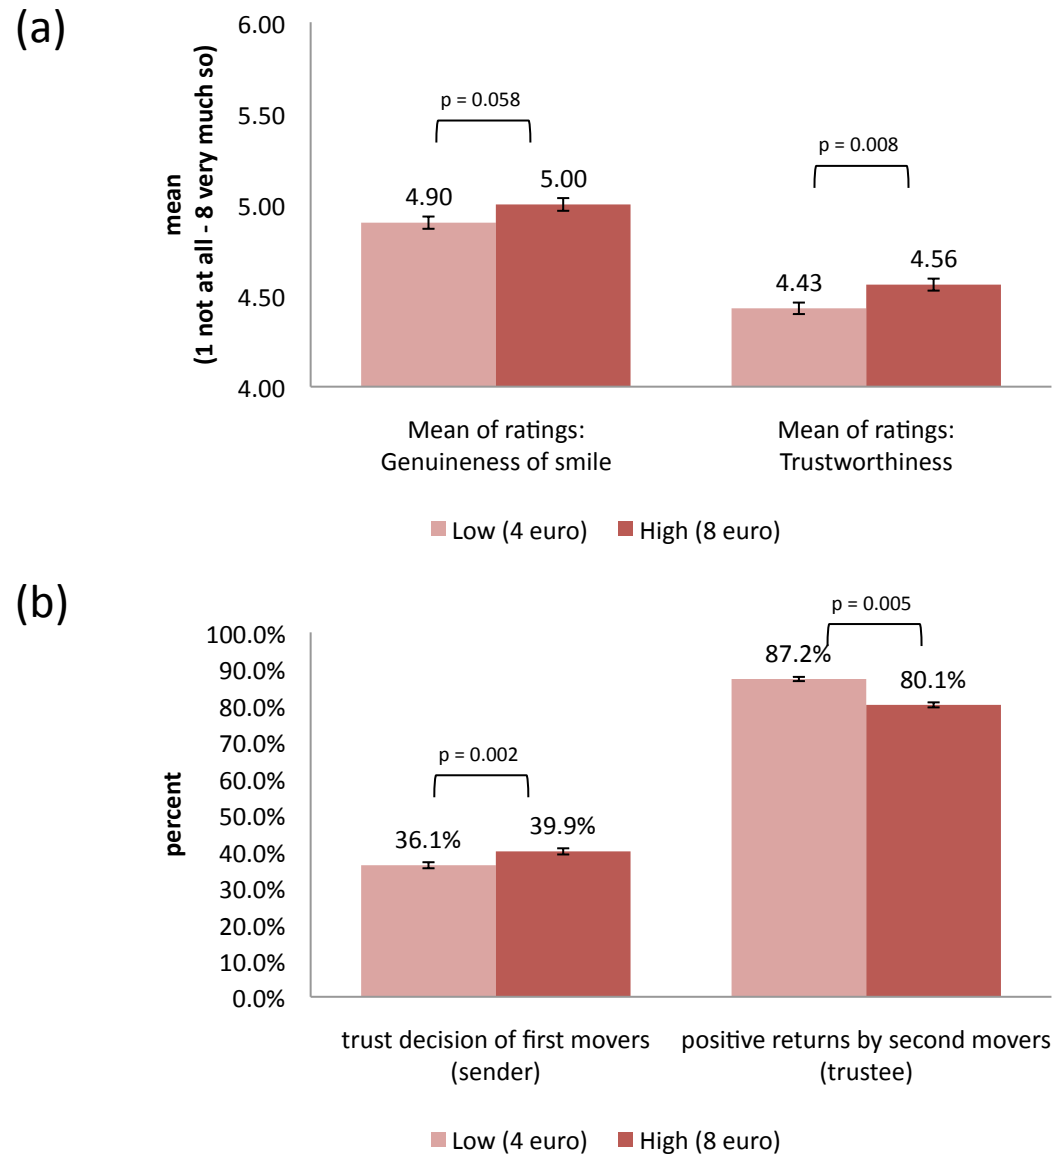 (a)
mean
(1 not at all - 8 very much so)
6.00
5.50
5.00
4.50
4.00
p = 0.058
p = 0.008
4.90
5.00
4.43
4.56
Mean of ratings:
Genuineness of smile
Mean of ratings:
Trustworthiness
Low (4 euro)
High (8 euro)
(b)
percent
100.0%
90.0%
80.0%
70.0%
60.0%
50.0%
40.0%
30.0%
20.0%
10.0%
0.0%
p = 0.002
p = 0.005
36.1%
39.9%
87.2%
80.1%
trust decision of first movers
(sender)
positive returns by second movers
(trustee)
Low (4 euro)
High (8 euro)